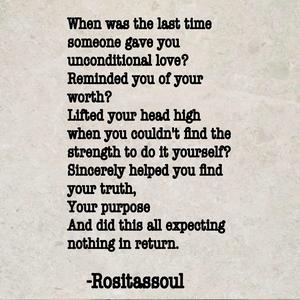 When was the last time
someone gave you
unconditional love?
Reminded you of your
worth?
Lifted your head high
when you couldn't find the
strength to do it yourself?
Sincerely helped you find
your truth,
Your purpose
And did this all expecting
nothing in return.
-Rositassoul